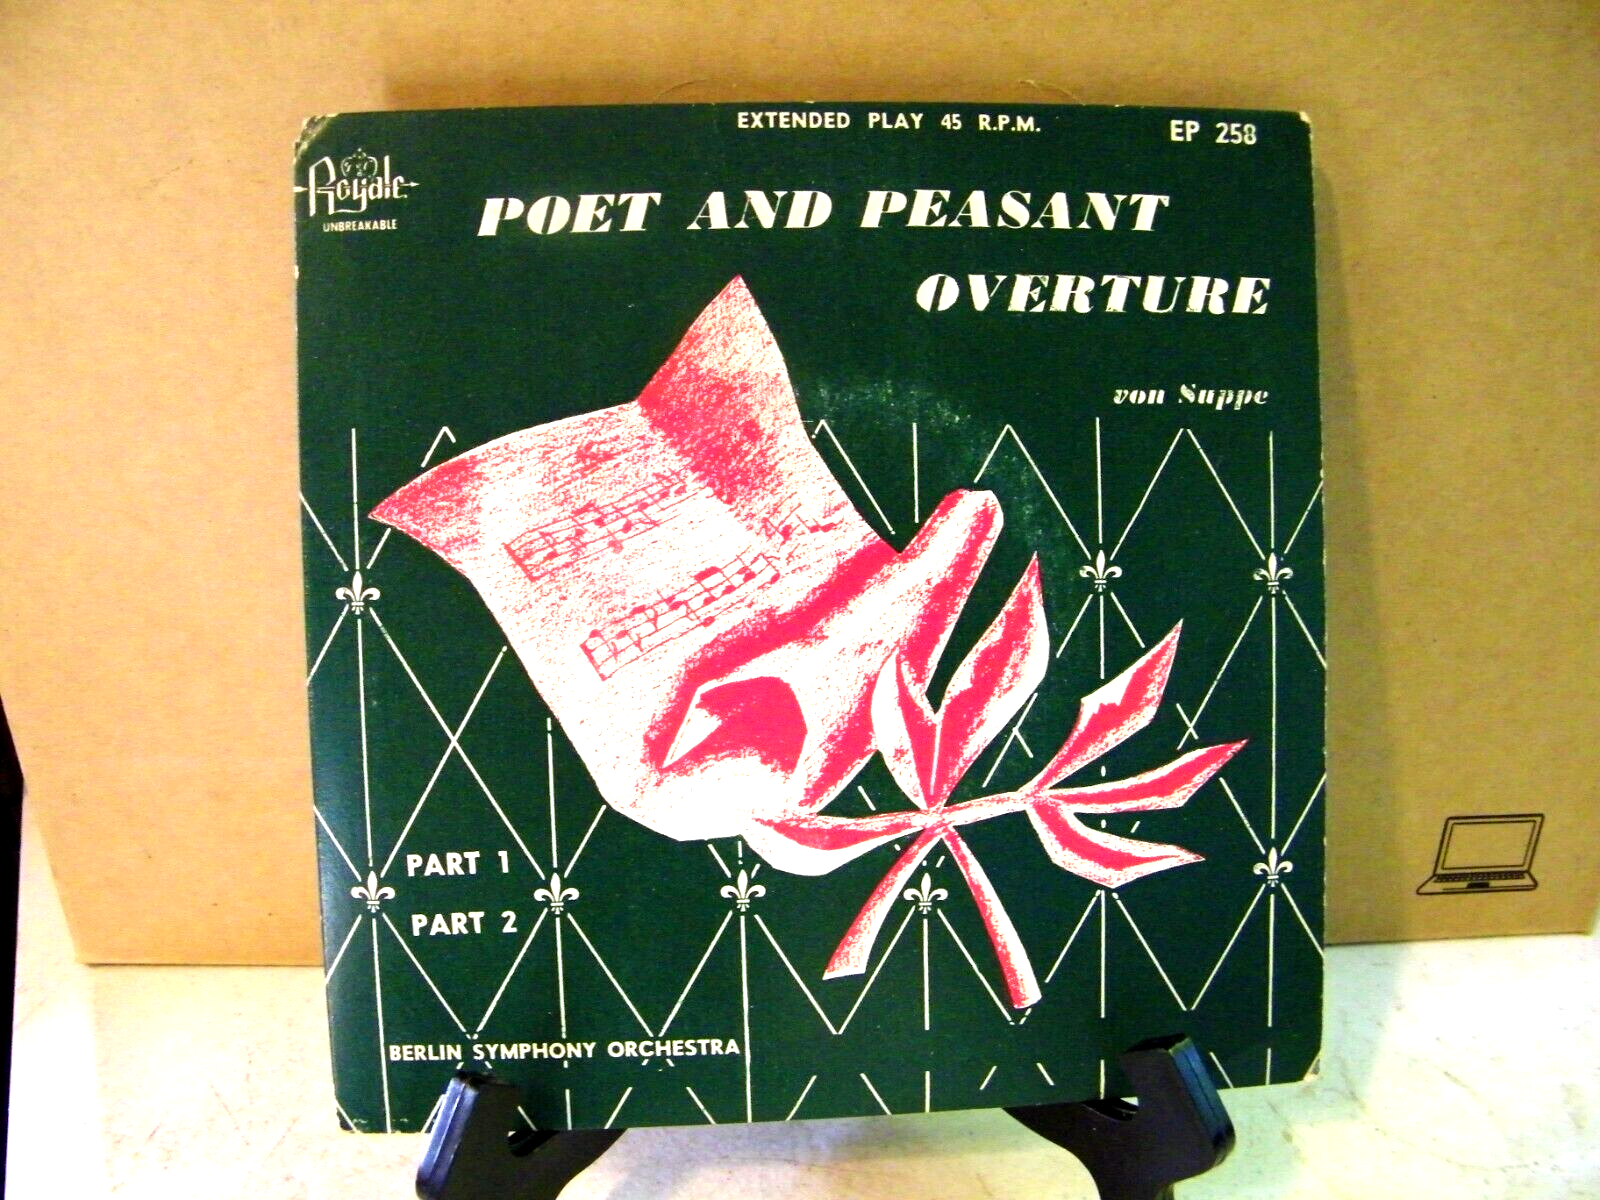 EXTENDED PLAY 45 R.P.M.
EP 258
Royale
UNBREAKABLE
POET AND PEASANT
OVERTURE
von Suppe
PART 1
PART 2
BERLIN SYMPHONY ORCHESTRA